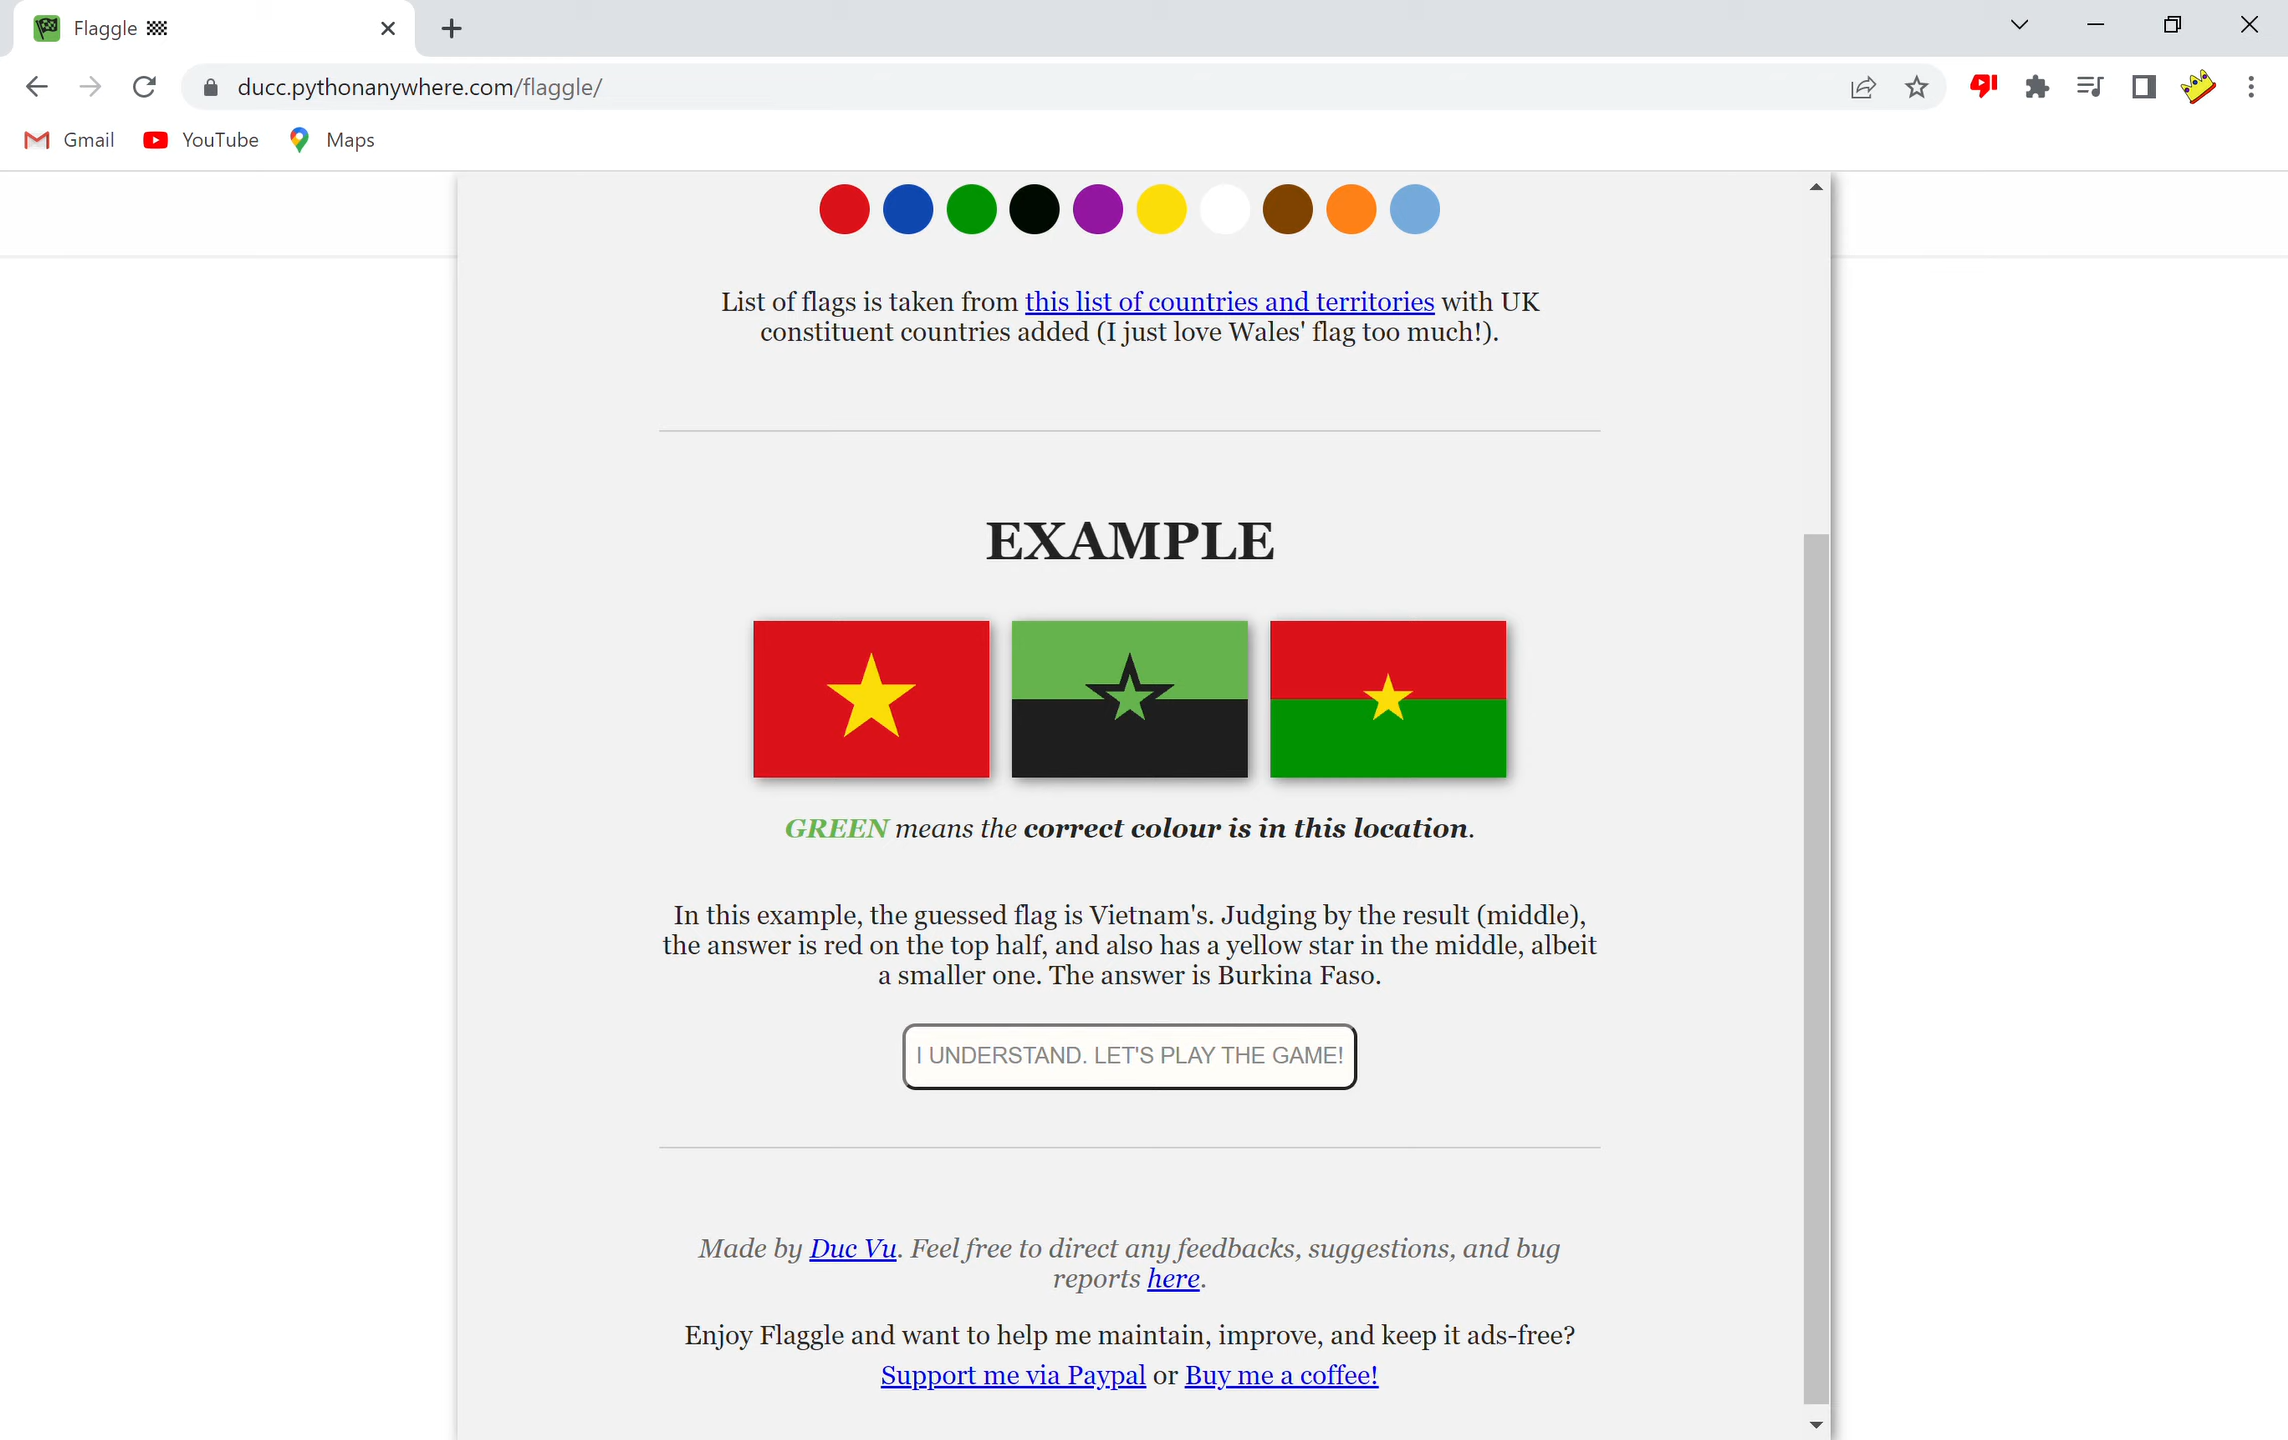 Flaggle
ducc.pythonanywhere.com/flaggle/
Gmail YouTube Maps
List of flags is taken from this list of countries and territories with UK
constituent countries added (I just love Wales' flag too much!).
EXAMPLE
GREEN means the correct colour is in this location.
In this example, the guessed flag is Vietnam's. Judging by the result (middle),
the answer is red on the top half, and also has a yellow star in the middle, albeit
a smaller one. The answer is Burkina Faso.
I UNDERSTAND. LET'S PLAY THE GAME!
Made by Duc Vu. Feel free to direct any feedbacks, suggestions, and bug
reports here.
Enjoy Flaggle and want to help me maintain, improve, and keep it ads-free?
Support me via Paypal or Buy me a coffee!